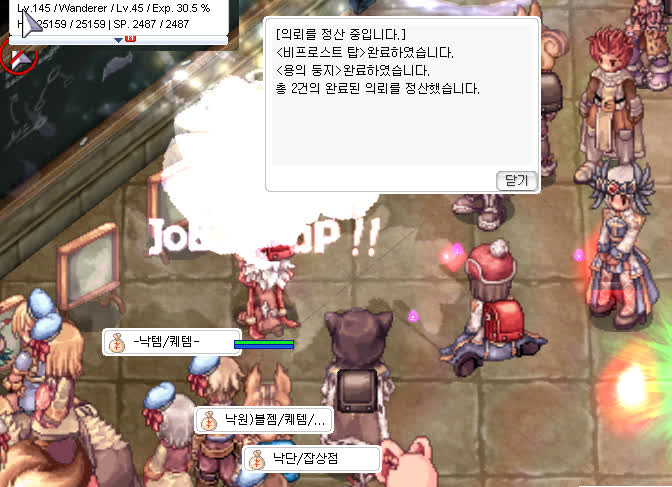 Lv.145 / Wanderer / Lv.45 / Exp. 30.5 %
25159 / 25159 | SP. 2487 / 2487
[의뢰를 정산 중입니다.]
<비프로스트 탑>완료하였습니다.
<용의 둥지>완료하였습니다.
총 2건의 완료된 의뢰를 정산했습니다.
닫기
!!
-낙템/퀘템-
낙원)블젬/퀘템/...
낙단/잡상점